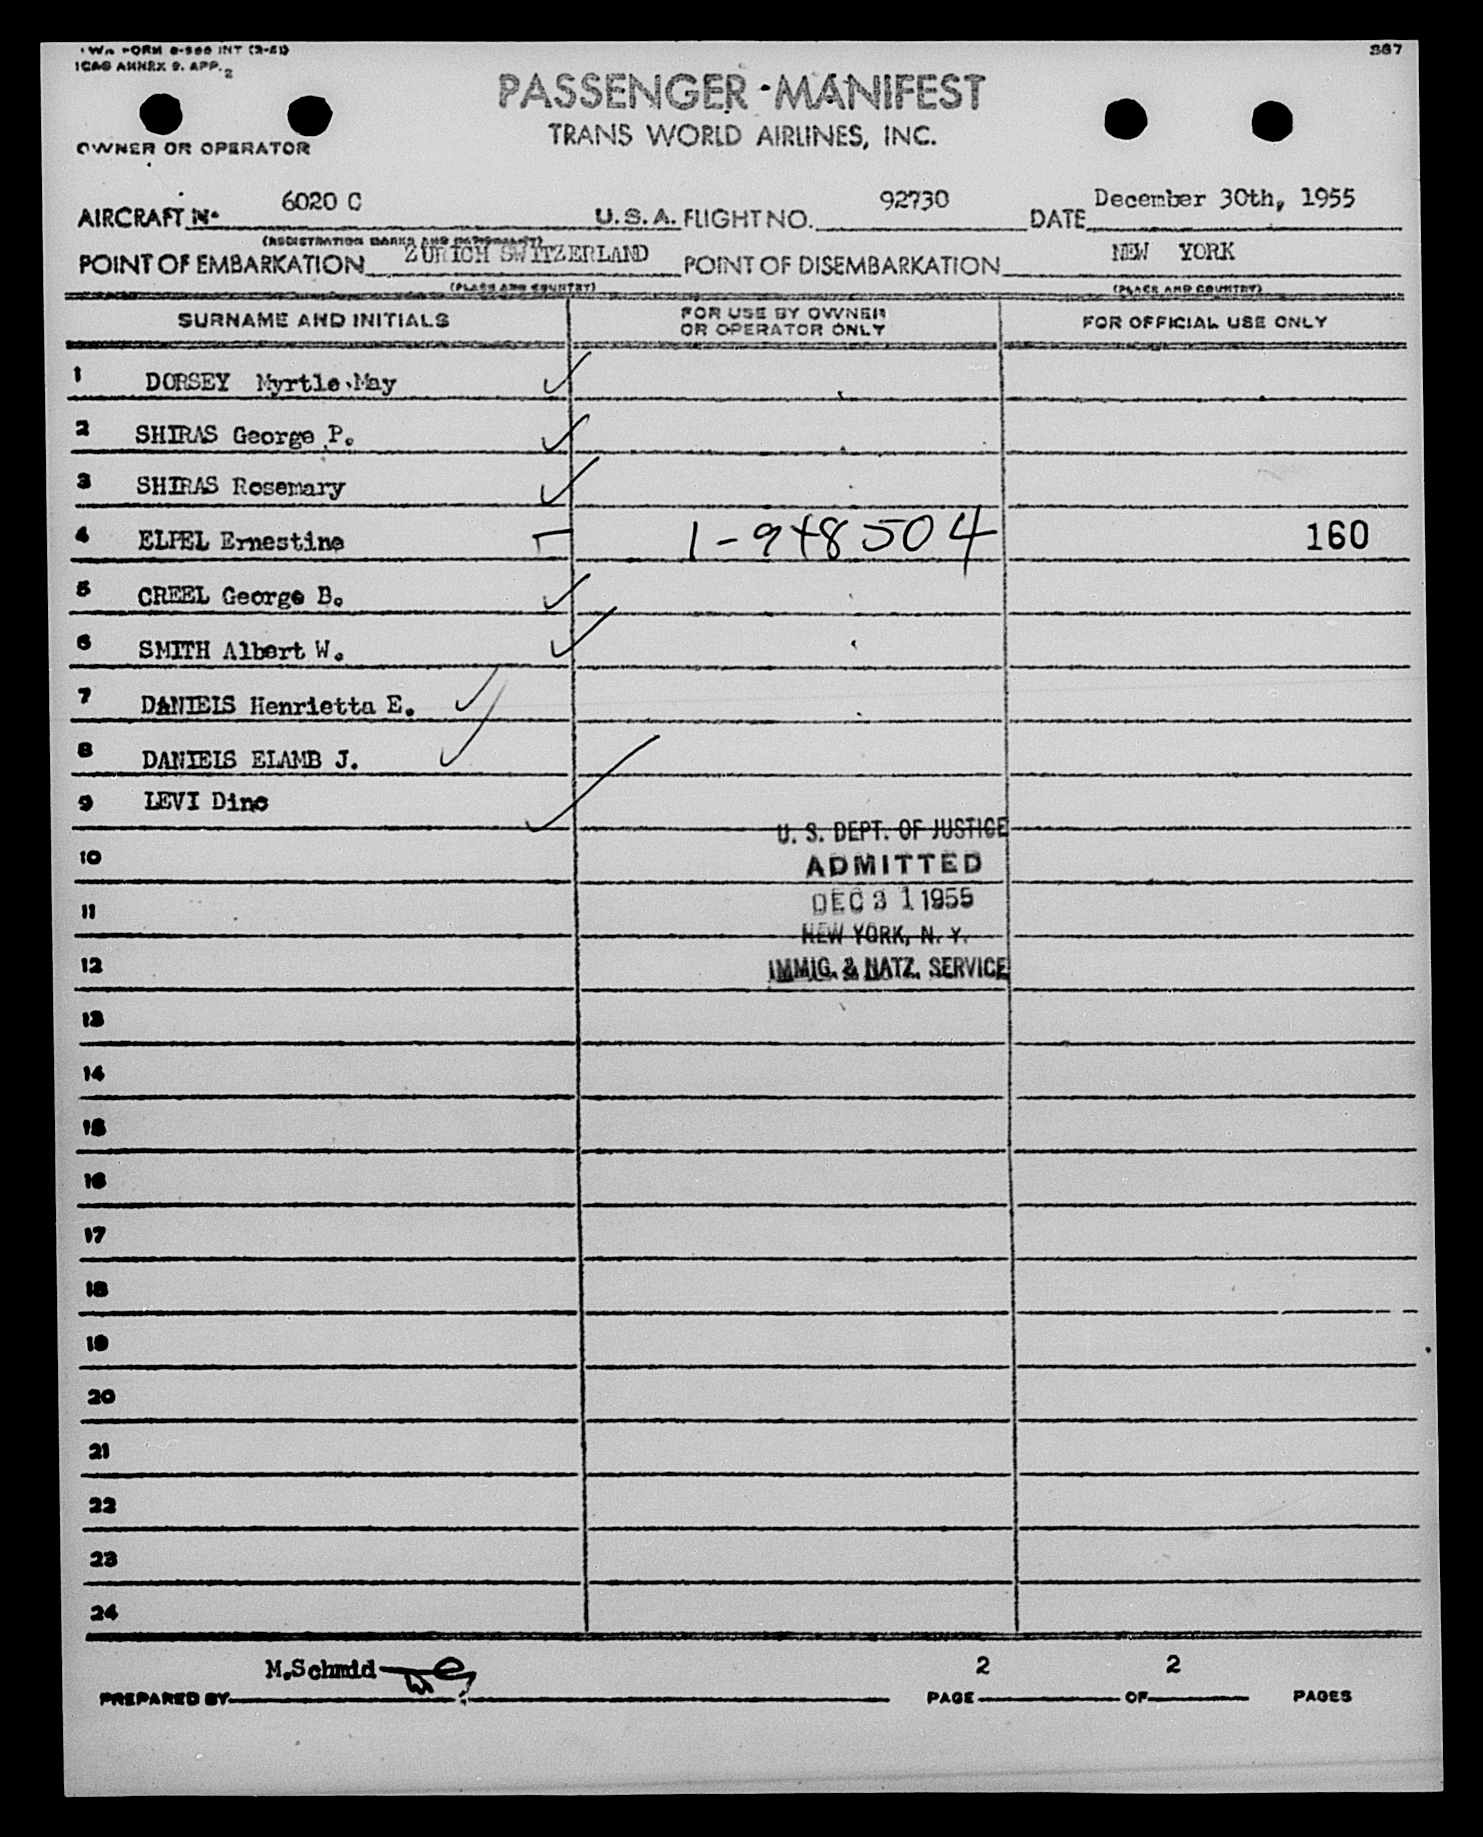 TWA FORM 8-500 INT (2-51) 367
ICAO ANNEX 9. APP. 2
PASSENGER MANIFEST
TRANS WORLD AIRLINES, INC.
OWNER OR OPERATOR
AIRCRAFT No 6020 C U.S.A. FLIGHT NO. 92730 DATE December 30th, 1955
(REGISTRATION MARKS AND NATIONALITY)
POINT OF EMBARKATION ZURICH SWITZERLAND POINT OF DISEMBARKATION NEW YORK
(PLACE AND COUNTRY) (PLACE AND COUNTRY)
SURNAME AND INITIALS FOR USE BY OWNER OR OPERATOR ONLY FOR OFFICIAL USE ONLY
1 DORSEY Myrtle May
2 SHIRAS George P.
3 SHIRAS Rosemary
4 Ernestine 1-948504 160
5 CREEL George B.
6 SMITH Albert W.
7 DANIELS Henrietta E.
8 DANIELS ELAMB J.
9 LEVI Dino
U. S. DEPT. OF JUSTICE
10 ADMITTED
11 DEC 31 1955
NEW YORK, N. Y.
12 IMMIG. & NATZ. SERVICE
13
14
15
16
17
18
19
20
21
22
23
24
M.Schmid 2 2
PREPARED BY PAGE OF PAGES